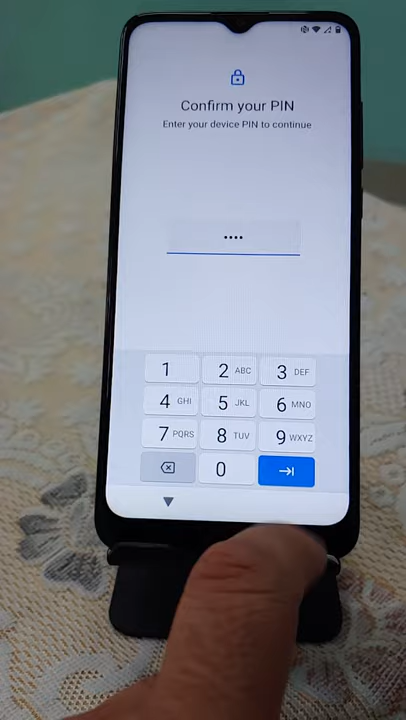 Confirm your PIN
Enter your device PIN to continue
••••
1 2 ABC 3 DEF
4 GHI 5 JKL 6 MNO
7 PQRS 8 TUV 9 WXYZ
0